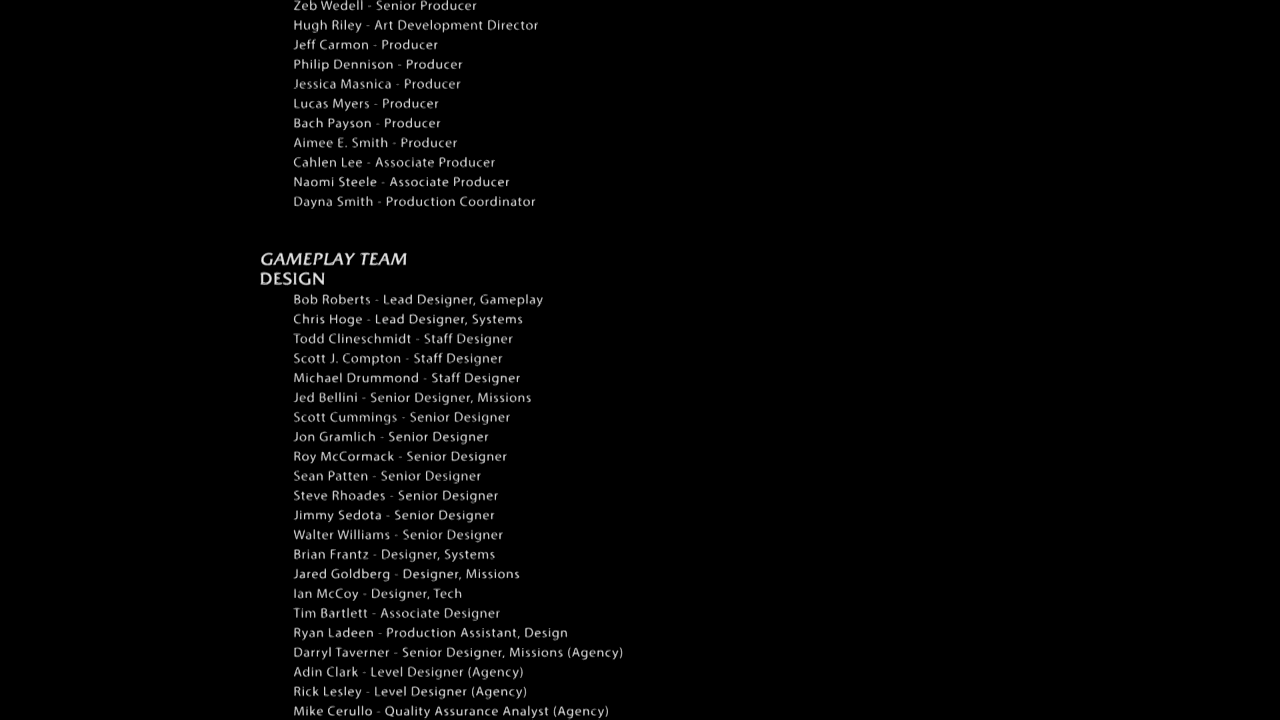 Zeb Wedell - Senior Producer
Hugh Riley - Art Development Director
Jeff Carmon - Producer
Philip Dennison - Producer
Jessica Masnica - Producer
Lucas Myers - Producer
Bach Payson - Producer
Aimee E. Smith - Producer
Cahlen Lee - Associate Producer
Naomi Steele - Associate Producer
Dayna Smith - Production Coordinator
GAMEPLAY TEAM
DESIGN
Bob Roberts - Lead Designer, Gameplay
Chris Hoge - Lead Designer, Systems
Todd Clineschmidt - Staff Designer
Scott J. Compton - Staff Designer
Michael Drummond - Staff Designer
Jed Bellini - Senior Designer, Missions
Scott Cummings - Senior Designer
Jon Gramlich - Senior Designer
Roy McCormack - Senior Designer
Sean Patten - Senior Designer
Steve Rhoades - Senior Designer
Jimmy Sedota - Senior Designer
Walter Williams - Senior Designer
Brian Frantz - Designer, Systems
Jared Goldberg - Designer, Missions
Ian McCoy - Designer, Tech
Tim Bartlett - Associate Designer
Ryan Ladeen - Production Assistant, Design
Darryl Taverner - Senior Designer, Missions (Agency)
Adin Clark - Level Designer (Agency)
Rick Lesley - Level Designer (Agency)
Mike Cerullo - Quality Assurance Analyst (Agency)